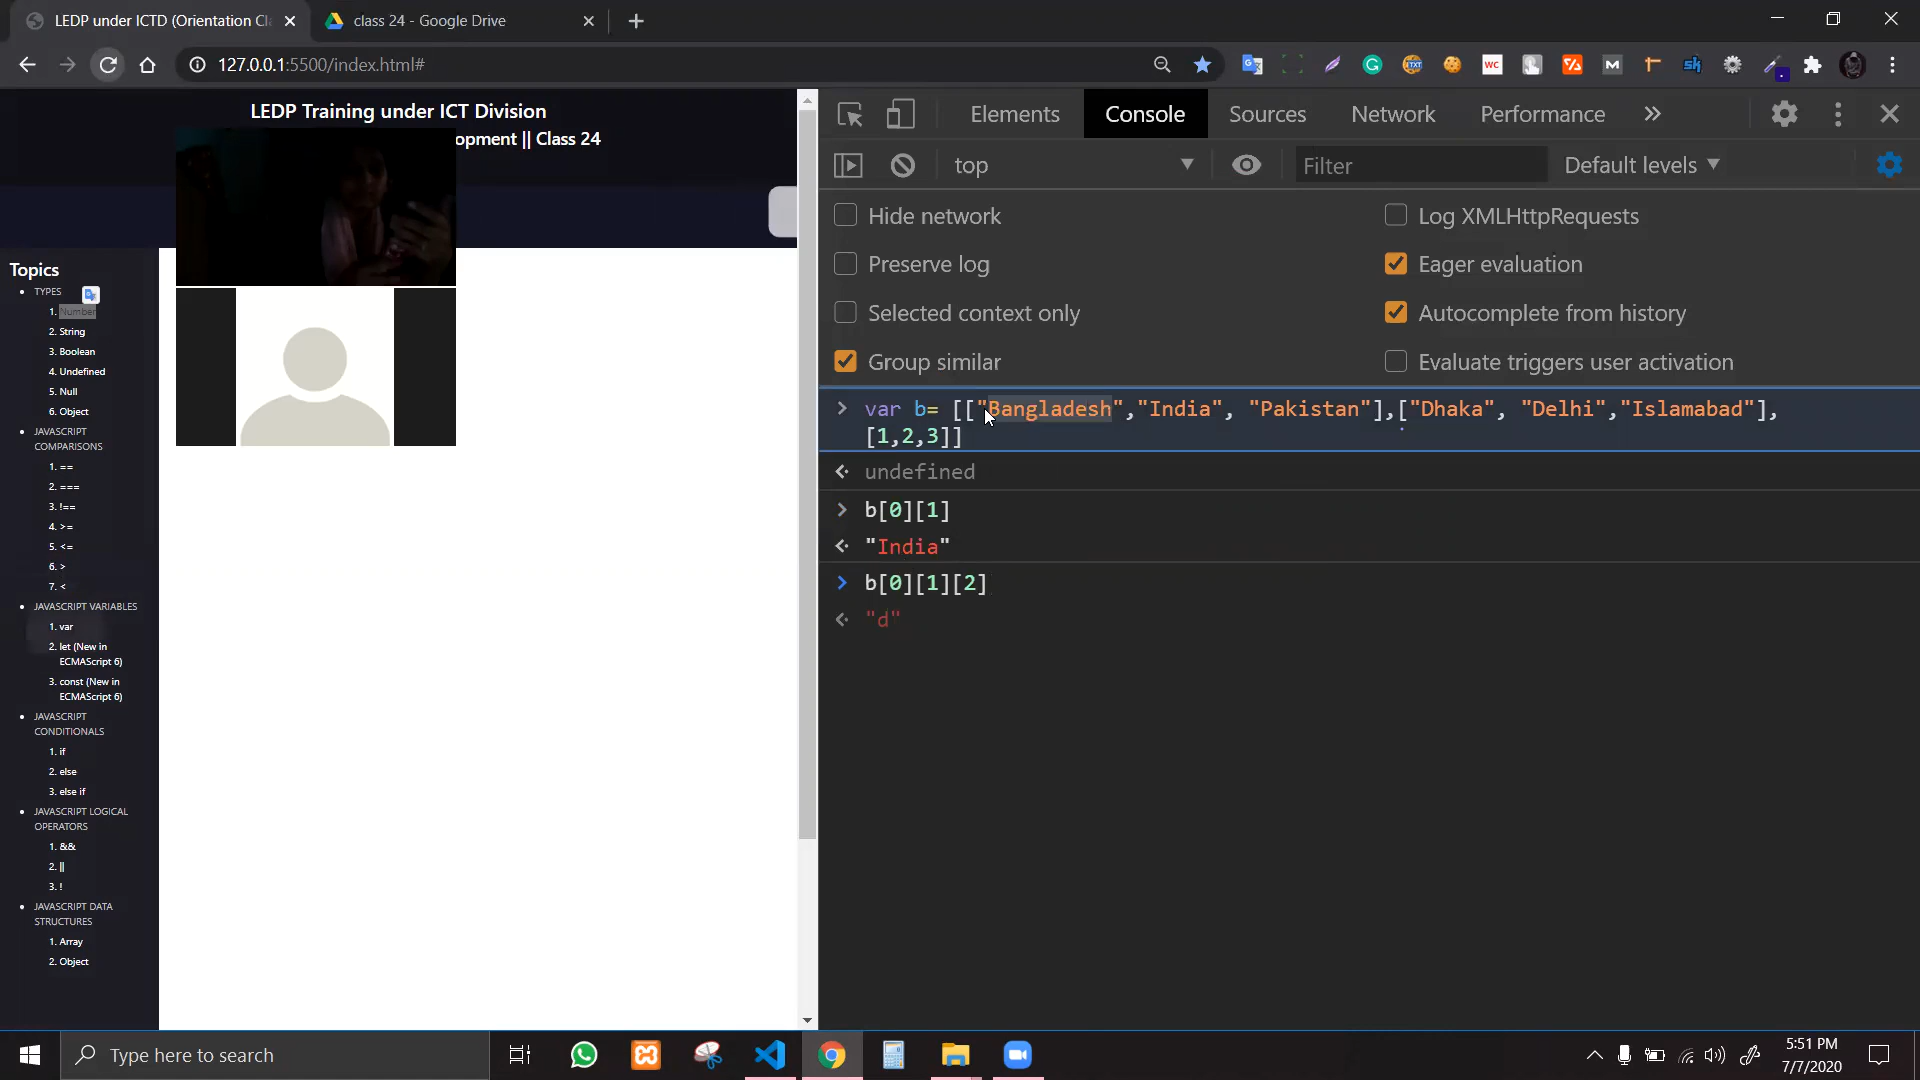 LEDP under ICTD (Orientation Cl
class 24 - Google Drive
127.0.0.1:5500/index.html#
LEDP Training under ICT Division
opment || Class 24
Topics
TYPES
1. Number
2. String
3. Boolean
4. Undefined
5. Null
6. Object
JAVASCRIPT
COMPARISONS
1. ==
2. ===
3. !==
4. >=
5. <=
6. >
7. <
JAVASCRIPT VARIABLES
1. var
2. let (New in
ECMAScript 6)
3. const (New in
ECMAScript 6)
JAVASCRIPT
CONDITIONALS
1. if
2. else
3. else if
JAVASCRIPT LOGICAL
OPERATORS
1. &&
2. ||
3. !
JAVASCRIPT DATA
STRUCTURES
1. Array
2. Object
Elements Console Sources Network Performance »
top Filter Default levels
Hide network Log XMLHttpRequests
Preserve log Eager evaluation
Selected context only Autocomplete from history
Group similar Evaluate triggers user activation
> var b= [["Bangladesh","India", "Pakistan"],["Dhaka", "Delhi","Islamabad"],
[1,2,3]]
undefined
> b[0][1]
"India"
> b[0][1][2]
"d"
Type here to search
5:51 PM
7/7/2020